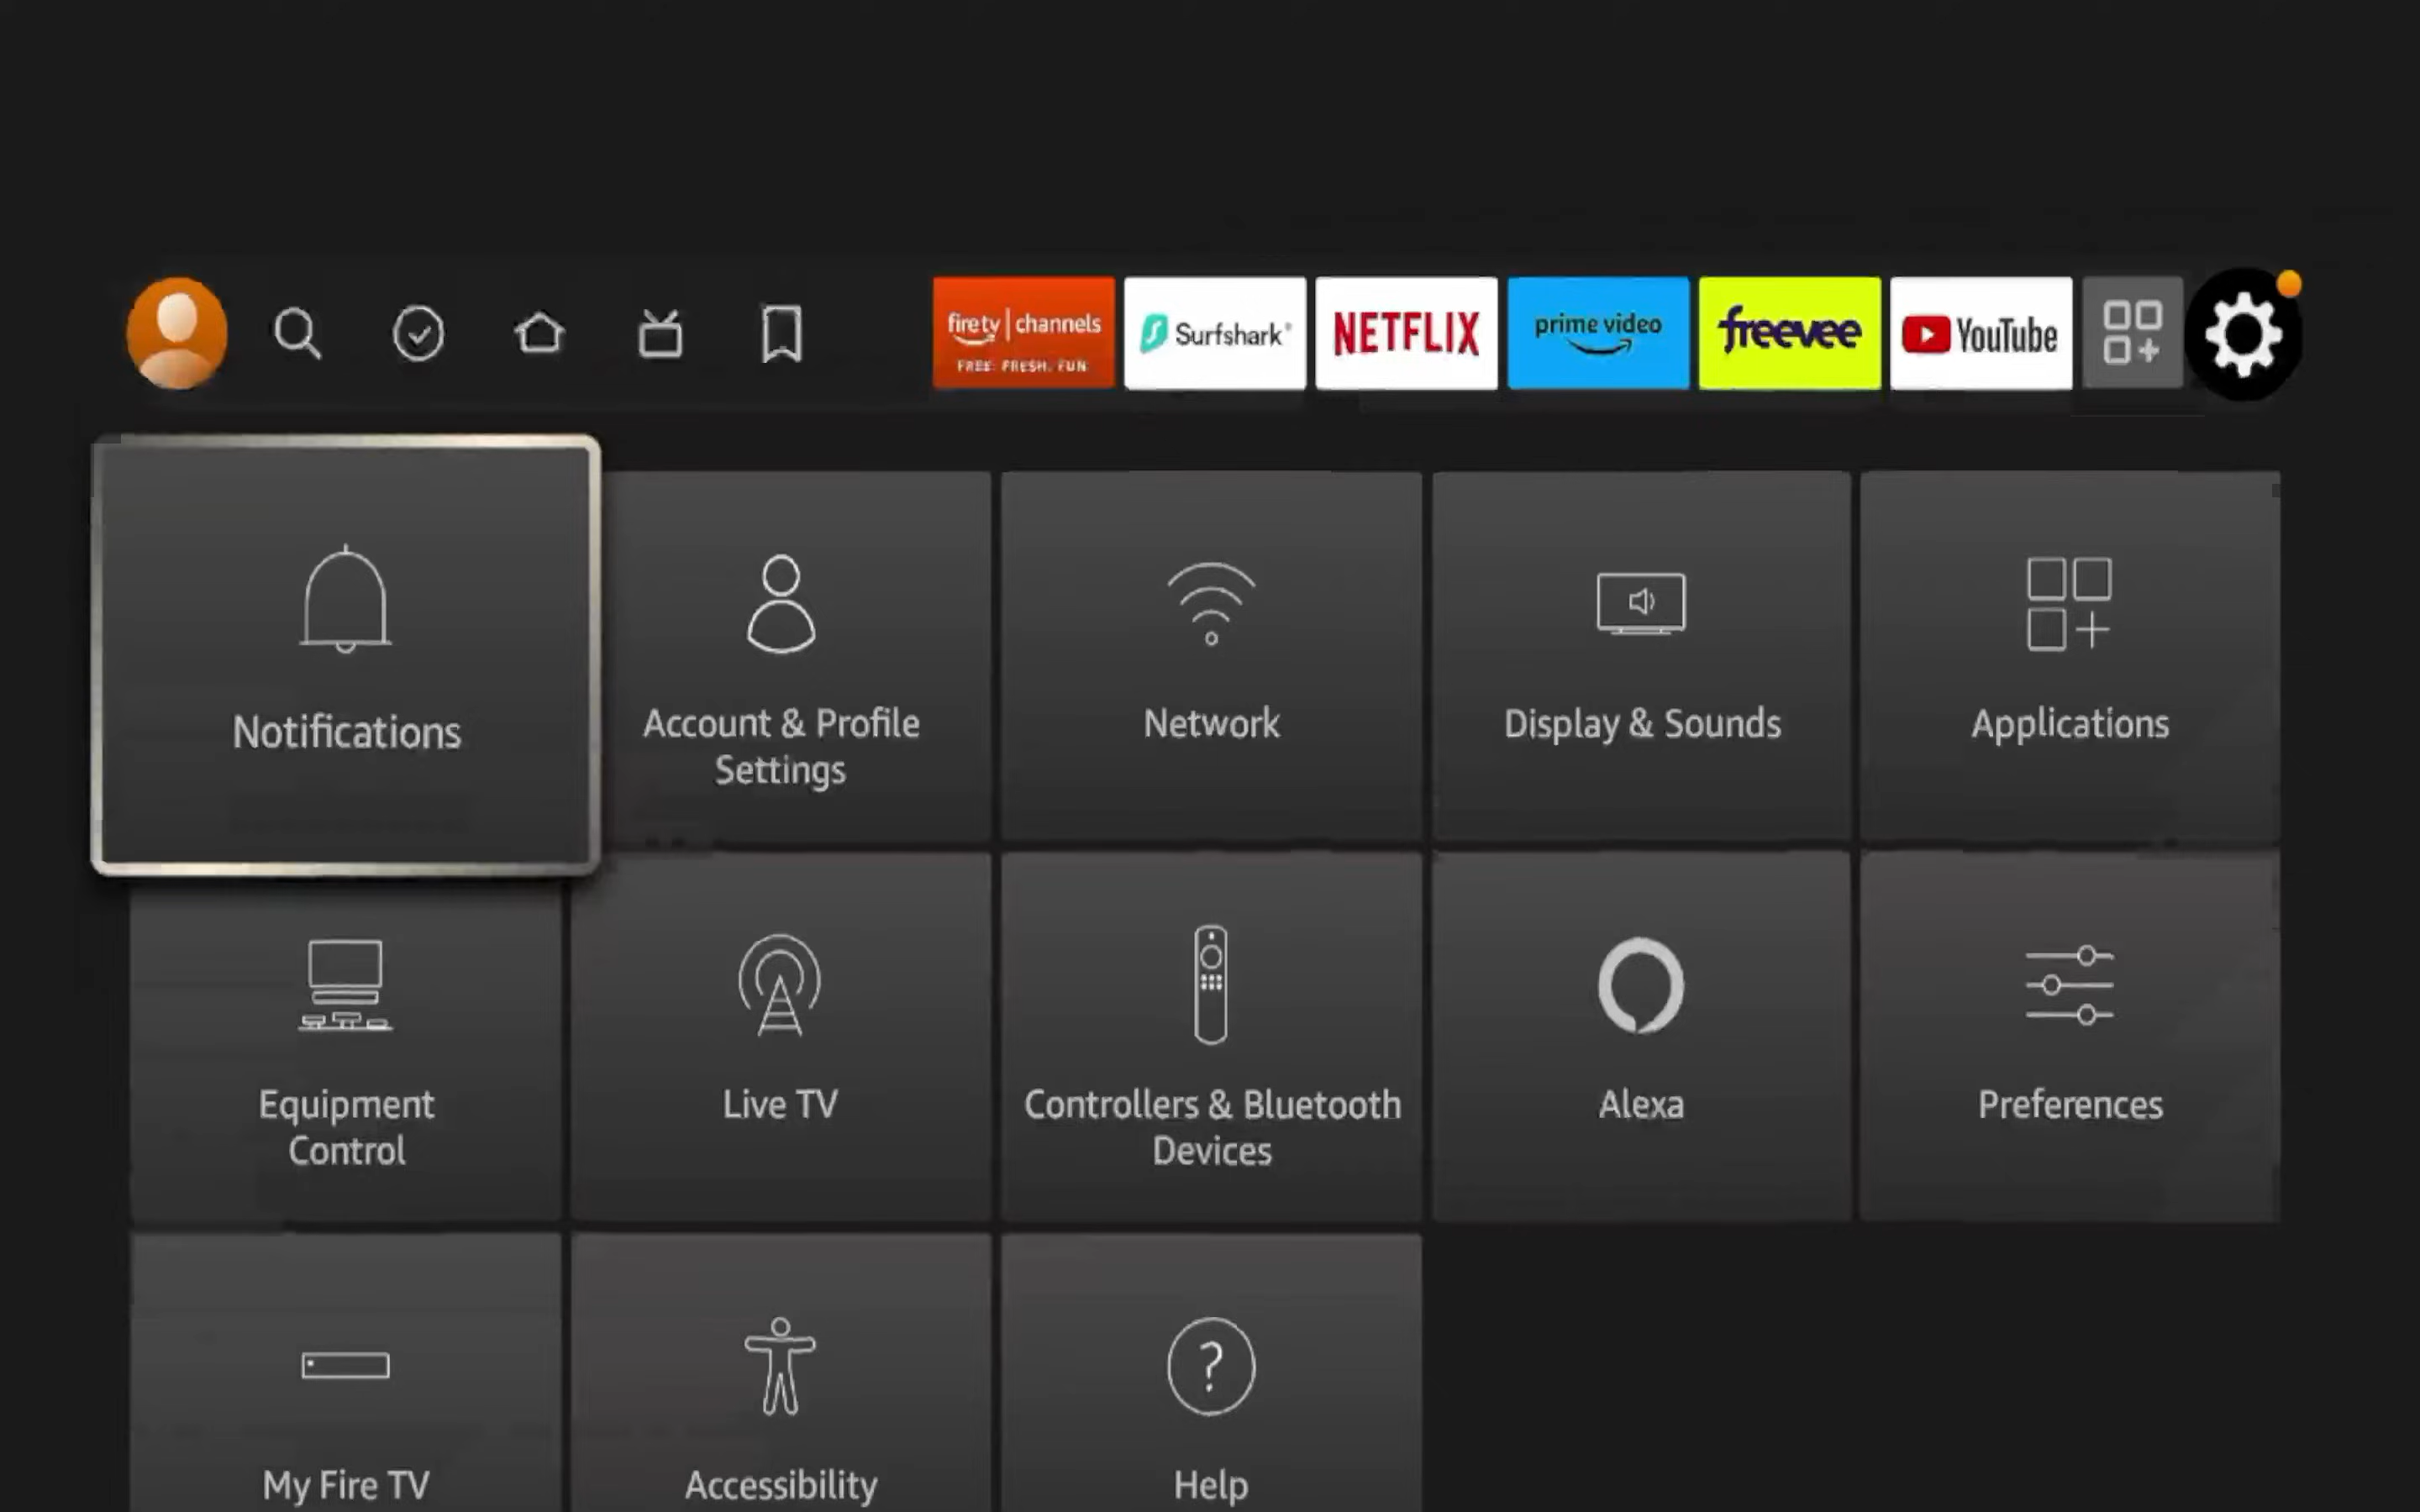 firetv | channels
FREE. FRESH. FUN
Surfshark®
NETFLIX
prime video
freevee
YouTube
Notifications
Account & Profile
Settings
Network
Display & Sounds
Applications
Equipment
Control
Live TV
Controllers & Bluetooth
Devices
Alexa
Preferences
My Fire TV
Accessibility
?
Help